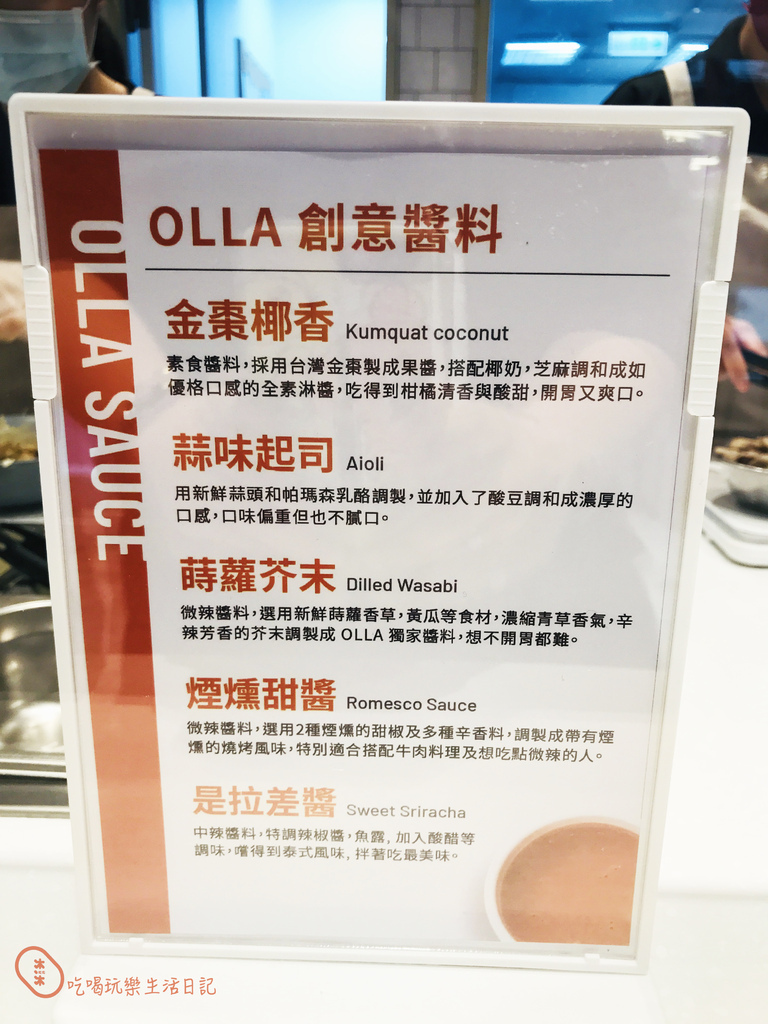 OLLA 創意醬料
OLLA SAUCE
金棗椰香 Kumquat coconut
素食醬料,採用台灣金棗製成果醬,搭配椰奶,芝麻調和成如
優格口感的全素淋醬,吃得到柑橘清香與酸甜,開胃又爽口。
蒜味起司 Aioli
用新鮮蒜頭和帕瑪森乳酪調製,並加入了酸豆調和成濃厚的
口感,口味偏重但也不膩口。
蒔蘿芥末 Dilled Wasabi
微辣醬料,選用新鮮蒔蘿香草,黃瓜等食材,濃縮青草香氣,辛
辣芳香的芥末調製成 OLLA 獨家醬料,想不開胃都難。
煙燻甜醬 Romesco Sauce
微辣醬料,選用2種煙燻的甜椒及多種辛香料,調製成帶有煙
燻的燒烤風味,特別適合搭配牛肉料理及想吃點微辣的人。
是拉差醬 Sweet Sriracha
中辣醬料,特調辣椒醬,魚露,加入酸醋等
調味,嚐得到泰式風味,拌著吃最美味。
吃喝玩樂生活日記